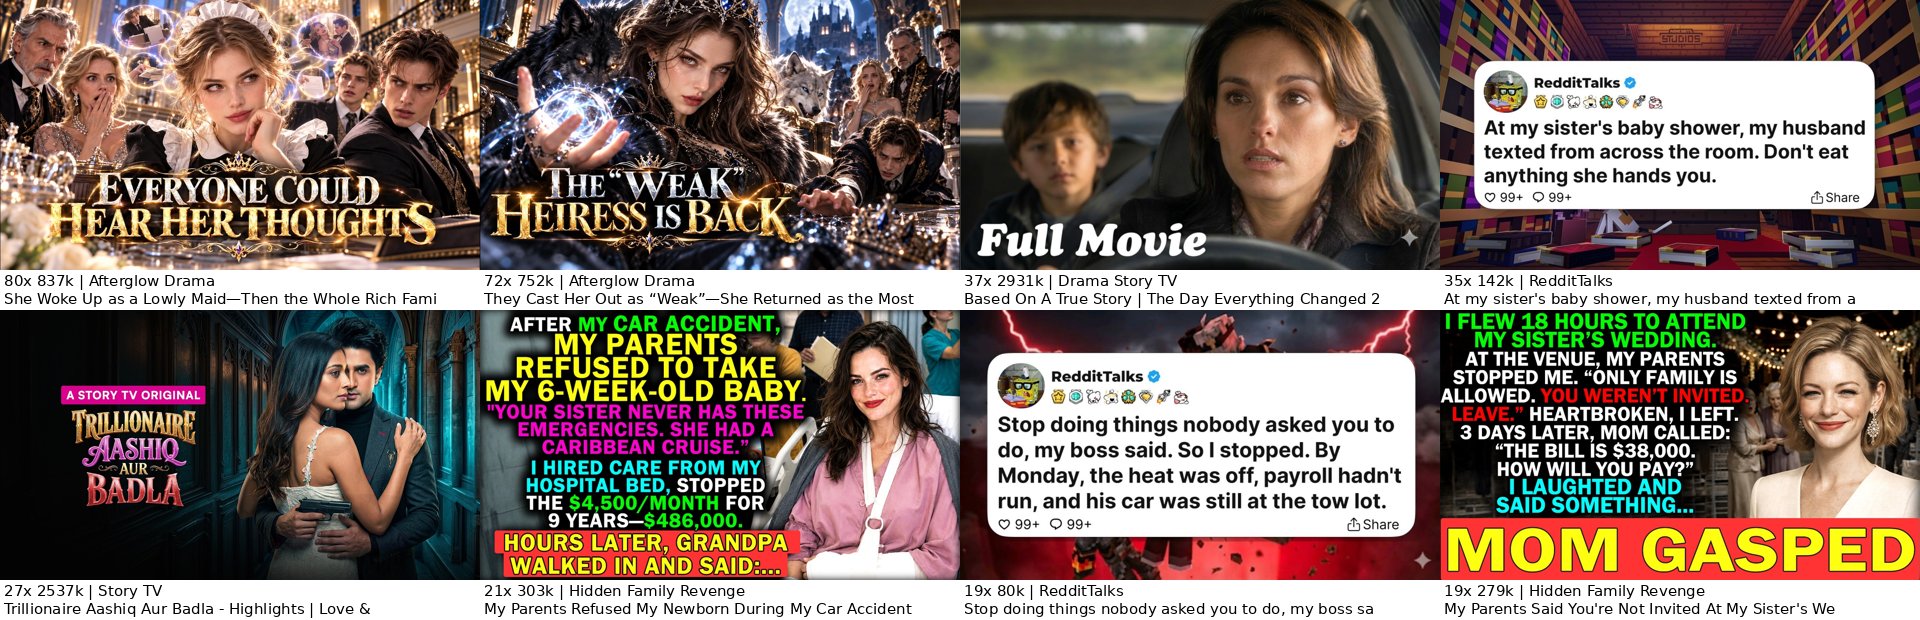 EVERYONE COULD
HEAR HER THOUGHTS
80x 837k | Afterglow Drama
She Woke Up as a Lowly Maid—Then the Whole Rich Fami
THE “WEAK”
HEIRESS IS BACK
72x 752k | Afterglow Drama
They Cast Her Out as “Weak”—She Returned as the Most
Full Movie
37x 2931k | Drama Story TV
Based On A True Story | The Day Everything Changed 2
STUDIOS
RedditTalks
At my sister's baby shower, my husband
texted from across the room. Don't eat
anything she hands you.
99+ 99+ Share
35x 142k | RedditTalks
At my sister's baby shower, my husband texted from a
A STORY TV ORIGINAL
TRILLIONAIRE
AASHIQ
AUR
BADLA
27x 2537k | Story TV
Trillionaire Aashiq Aur Badla - Highlights | Love &
AFTER MY CAR ACCIDENT,
MY PARENTS
REFUSED TO TAKE
MY 6-WEEK-OLD BABY.
"YOUR SISTER NEVER HAS THESE
EMERGENCIES. SHE HAD A
CARIBBEAN CRUISE.”
I HIRED CARE FROM MY
HOSPITAL BED, STOPPED
THE $4,500/MONTH FOR
9 YEARS—$486,000.
HOURS LATER, GRANDPA
WALKED IN AND SAID:...
21x 303k | Hidden Family Revenge
My Parents Refused My Newborn During My Car Accident
RedditTalks
Stop doing things nobody asked you to
do, my boss said. So I stopped. By
Monday, the heat was off, payroll hadn't
run, and his car was still at the tow lot.
99+ 99+ Share
19x 80k | RedditTalks
Stop doing things nobody asked you to do, my boss sa
I FLEW 18 HOURS TO ATTEND
MY SISTER’S WEDDING.
AT THE VENUE, MY PARENTS
STOPPED ME. “ONLY FAMILY IS
ALLOWED. YOU WEREN’T INVITED.
LEAVE.” HEARTBROKEN, I LEFT.
3 DAYS LATER, MOM CALLED:
“THE BILL IS $38,000.
HOW WILL YOU PAY?”
I LAUGHTED AND
SAID SOMETHING...
MOM GASPED
19x 279k | Hidden Family Revenge
My Parents Said You're Not Invited At My Sister's We